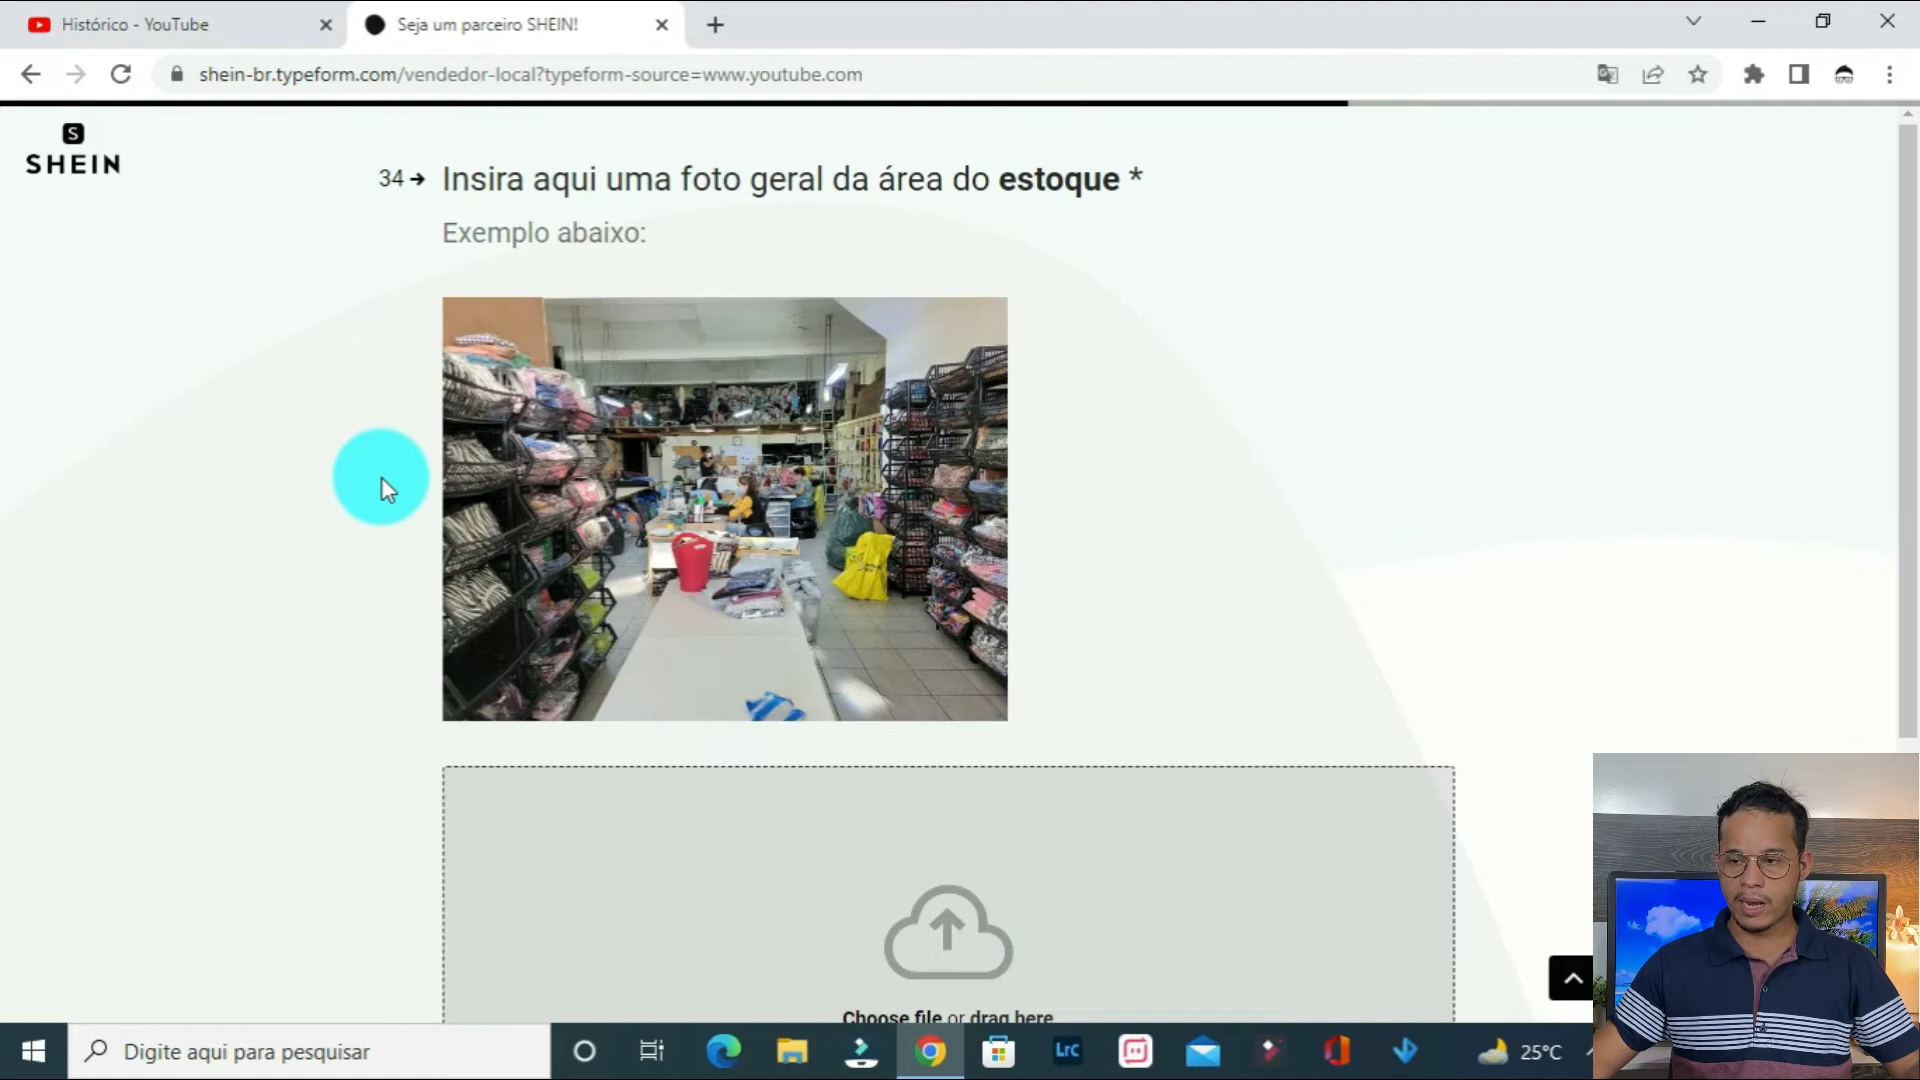 Histórico - YouTube
Seja um parceiro SHEIN!
shein-br.typeform.com/vendedor-local?typeform-source=www.youtube.com
S
SHEIN
34 Insira aqui uma foto geral da área do estoque *
Exemplo abaixo:
Choose file or drag here
Digite aqui para pesquisar
LrC
25°C